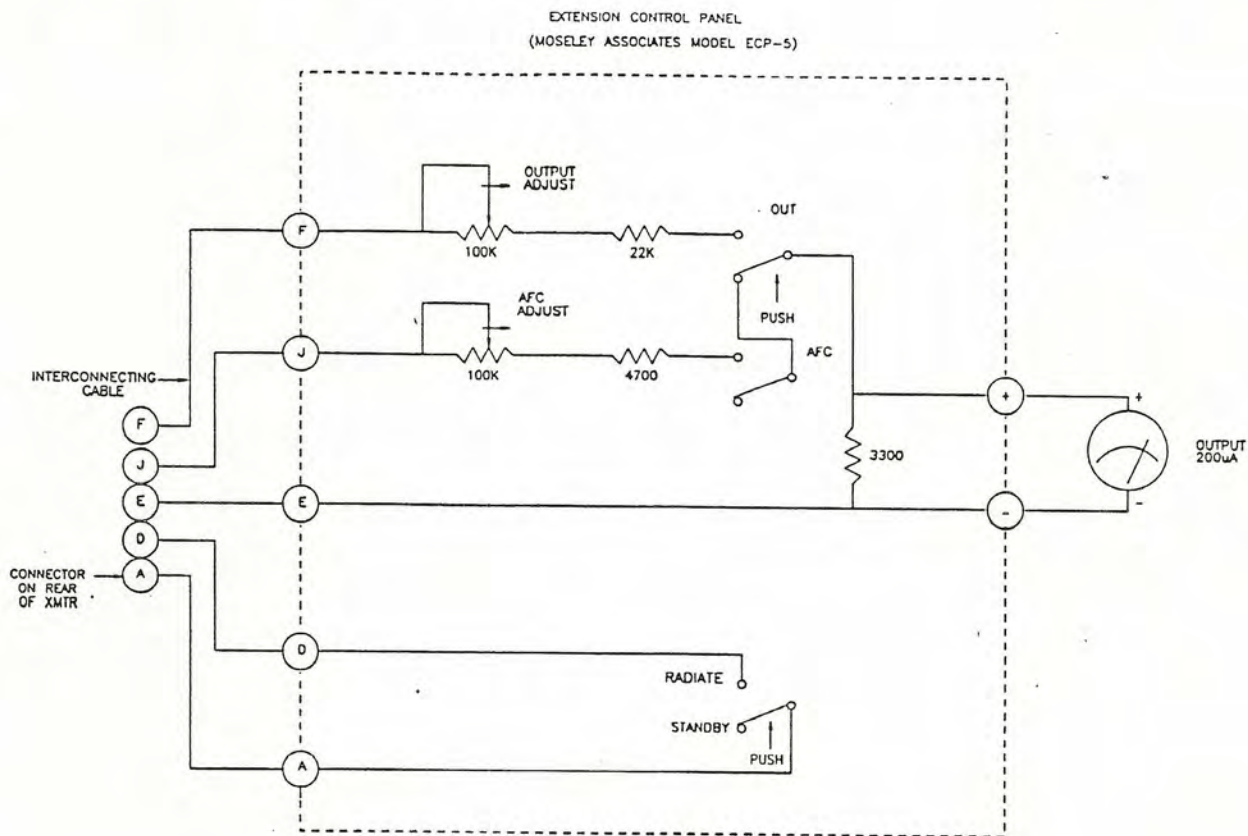 EXTENSION CONTROL PANEL
(MOSELEY ASSOCIATES MODEL ECP-5)
OUTPUT
ADJUST
OUT
F
100K
22K
AFC
ADJUST
PUSH
J
AFC
100K
4700
INTERCONNECTING
CABLE
+
+
F
OUTPUT
200uA
3300
J
E
E
-
-
D
CONNECTOR
ON REAR
OF XMTR
A
D
RADIATE
STANDBY
PUSH
A